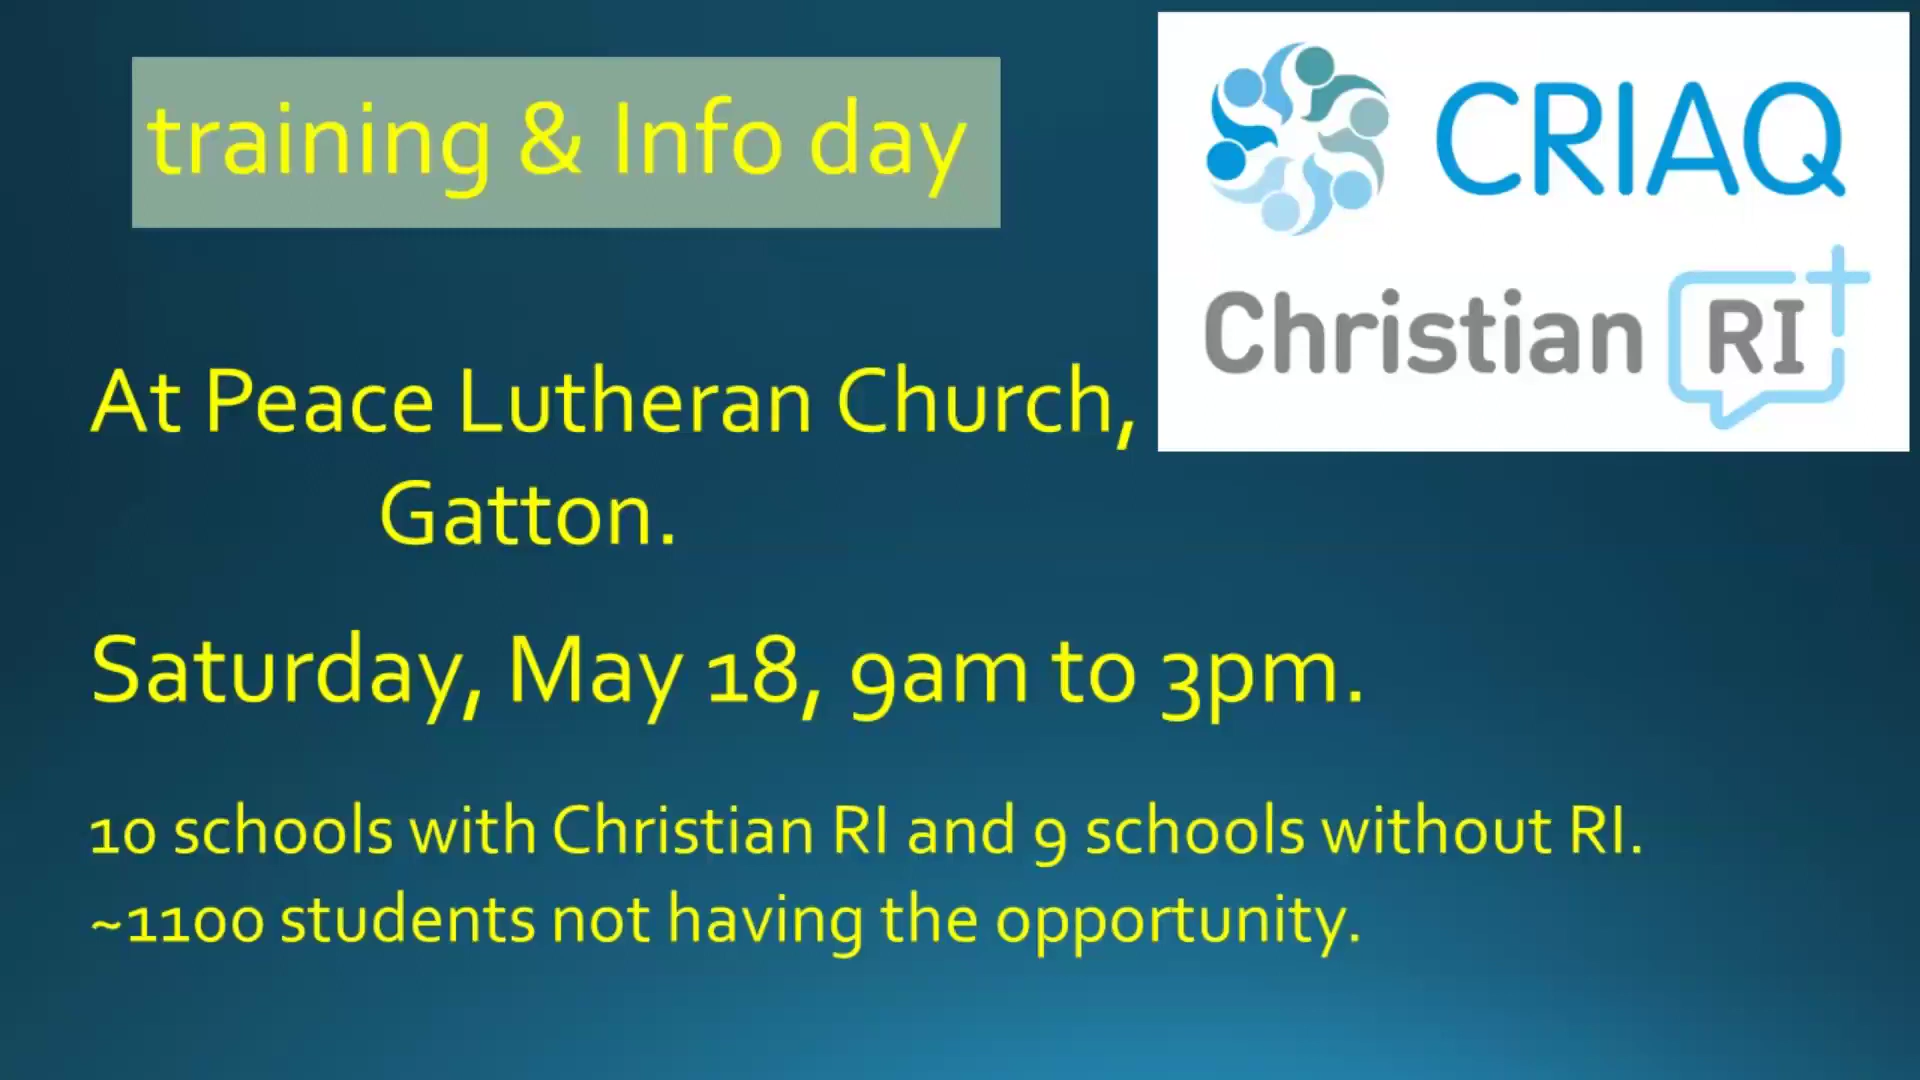 training & Info day
CRIAQ
Christian RI
At Peace Lutheran Church,
Gatton.
Saturday, May 18, 9am to 3pm.
10 schools with Christian RI and 9 schools without RI.
~1100 students not having the opportunity.